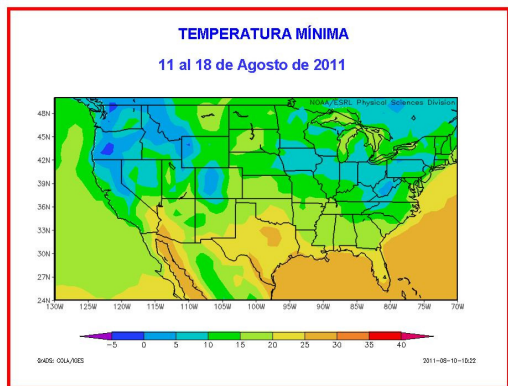 TEMPERATURA MÍNIMA
11 al 18 de Agosto de 2011
NOAA/ESRL Physical Sciences Division
48N
45N
42N
39N
36N
33N
30N
27N
24N
130W 125W 120W 115W 110W 105W 100W 95W 90W 85W 80W 75W 70W
-5 0 5 10 15 20 25 30 35 40
GrADS: COLA/IGES 2011-08-10-10:22